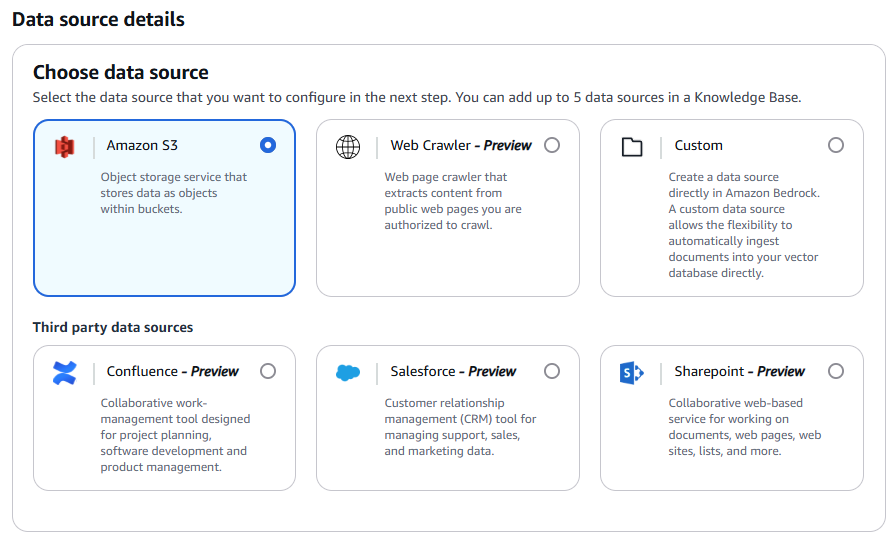 Data source details
Choose data source
Select the data source that you want to configure in the next step. You can add up to 5 data sources in a Knowledge Base.
Amazon S3
Object storage service that
stores data as objects
within buckets.
Web Crawler - Preview
Web page crawler that
extracts content from
public web pages you are
authorized to crawl.
Custom
Create a data source
directly in Amazon Bedrock.
A custom data source
allows the flexibility to
automatically ingest
documents into your vector
database directly.
Third party data sources
Confluence - Preview
Collaborative work-
management tool designed
for project planning,
software development and
product management.
Salesforce - Preview
Customer relationship
management (CRM) tool for
managing support, sales,
and marketing data.
S
Sharepoint - Preview
Collaborative web-based
service for working on
documents, web pages, web
sites, lists, and more.